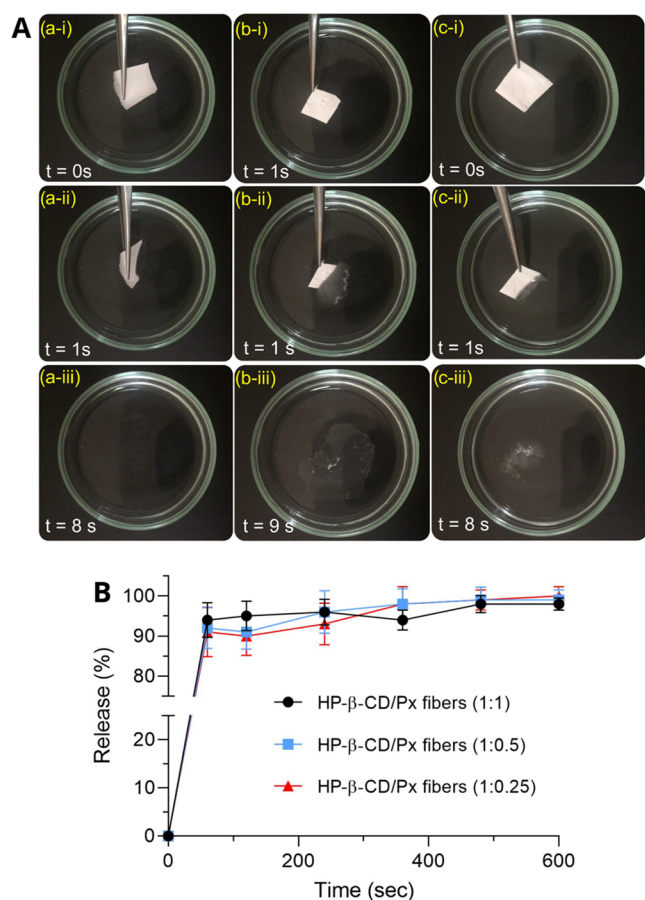 A
(a-i)
t = 0s
(b-i)
t = 1s
(c-i)
t = 0s
(a-ii)
t = 1s
(b-ii)
t = 1 s
(c-ii)
t = 1s
(a-iii)
t = 8 s
(b-iii)
t = 9 s
(c-iii)
t = 8s
B
Release (%)
100
90
80
20
10
0
HP-β-CD/Px fibers (1:1)
HP-β-CD/Px fibers (1:0.5)
HP-β-CD/Px fibers (1:0.25)
0
200
400
600
Time (sec)